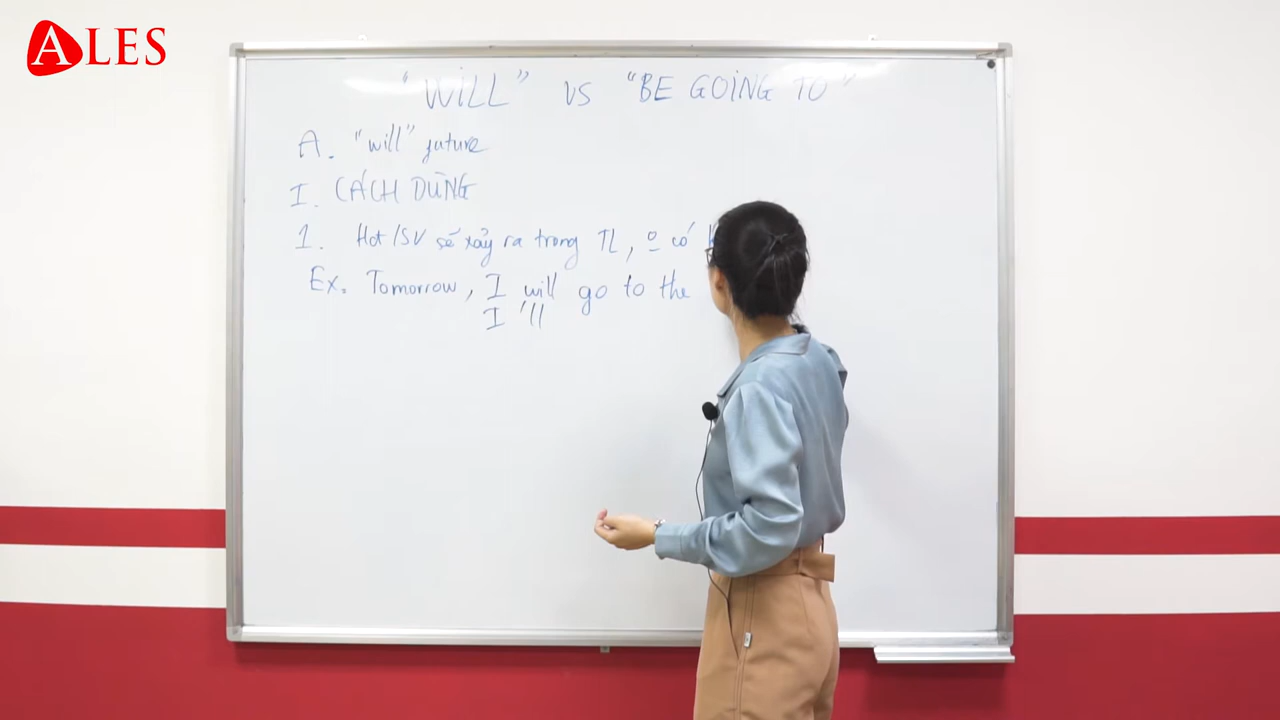 ALES
"WiLL" vs "BE GOiNG TO"
A. "will" future
I. CÁCH DÙNG
1. Hđt/SV sẽ xảy ra trong TL, o có
Ex. Tomorrow, I will go to the
I 'll